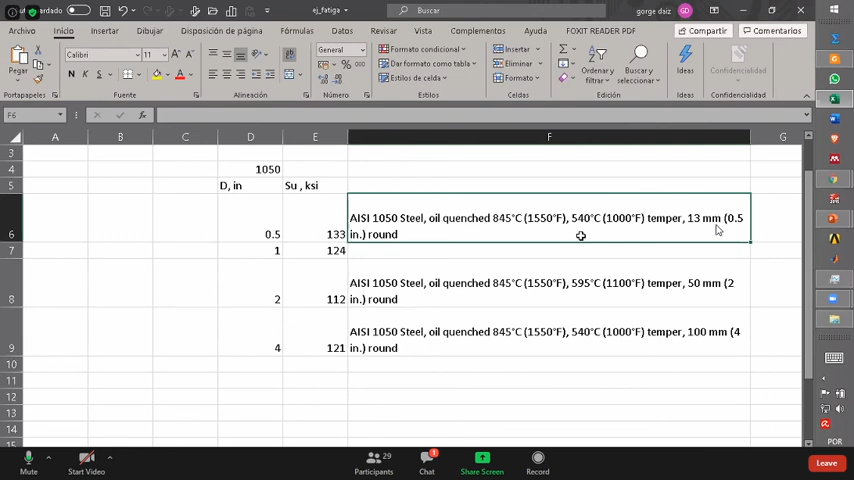 uardado
ej_fatiga
Buscar
gorge daiz
GD
Archivo Inicio Insertar Dibujar Disposición de página Fórmulas Datos Revisar Vista Complementos Ayuda FOXIT READER PDF Compartir Comentarios
Pegar
Calibri 11
N K S
General
Formato condicional
Dar formato como tabla
Estilos de celda
Insertar
Eliminar
Formato
Ordenar y filtrar
Buscar y seleccionar
Ideas
Confidencialidad
Portapapeles Fuente Alineación Número Estilos Celdas Edición Ideas Confidencialidad
F6
A B C D E F G
3
4 1050
5 D, in Su , ksi
AISI 1050 Steel, oil quenched 845°C (1550°F), 540°C (1000°F) temper, 13 mm (0.5
6 0.5 133 in.) round
7 1 124
AISI 1050 Steel, oil quenched 845°C (1550°F), 595°C (1100°F) temper, 50 mm (2
8 2 112 in.) round
AISI 1050 Steel, oil quenched 845°C (1550°F), 540°C (1000°F) temper, 100 mm (4
9 4 121 in.) round
10
11
12
13
14
15
POR
29
1
Mute Start Video Participants Chat Share Screen Record Leave